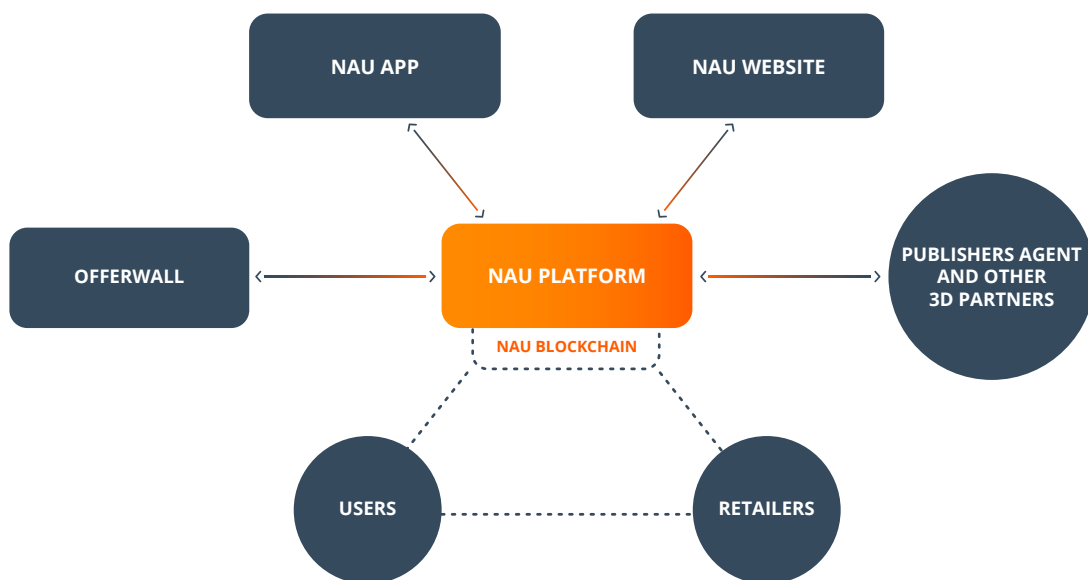 NAU APP
NAU WEBSITE
OFFERWALL
NAU PLATFORM
PUBLISHERS AGENT
AND OTHER
3D PARTNERS
NAU BLOCKCHAIN
USERS
RETAILERS